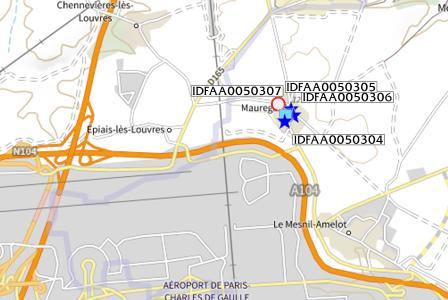 Chennevières-lès-
Louvres
D165
IDFAA0050307
IDFAA0050305
IDFAA0050306
Maureg
Epiais-lès-Louvres
IDFAA0050304
N104
A104
Le Mesnil-Amelot
AÉROPORT DE PARIS
CHARLES DE GAULLE